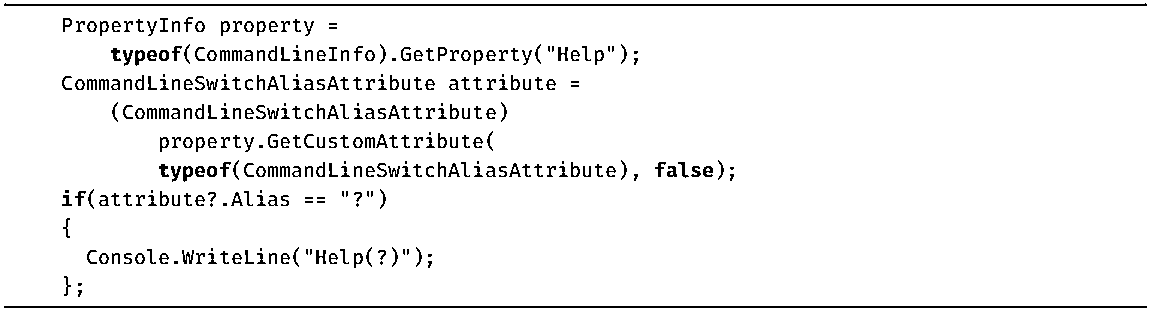 PropertyInfo property =
    typeof(CommandLineInfo).GetProperty("Help");
CommandLineSwitchAliasAttribute attribute =
    (CommandLineSwitchAliasAttribute)
        property.GetCustomAttribute(
        typeof(CommandLineSwitchAliasAttribute), false);
if(attribute?.Alias == "?")
{
  Console.WriteLine("Help(?)");
};